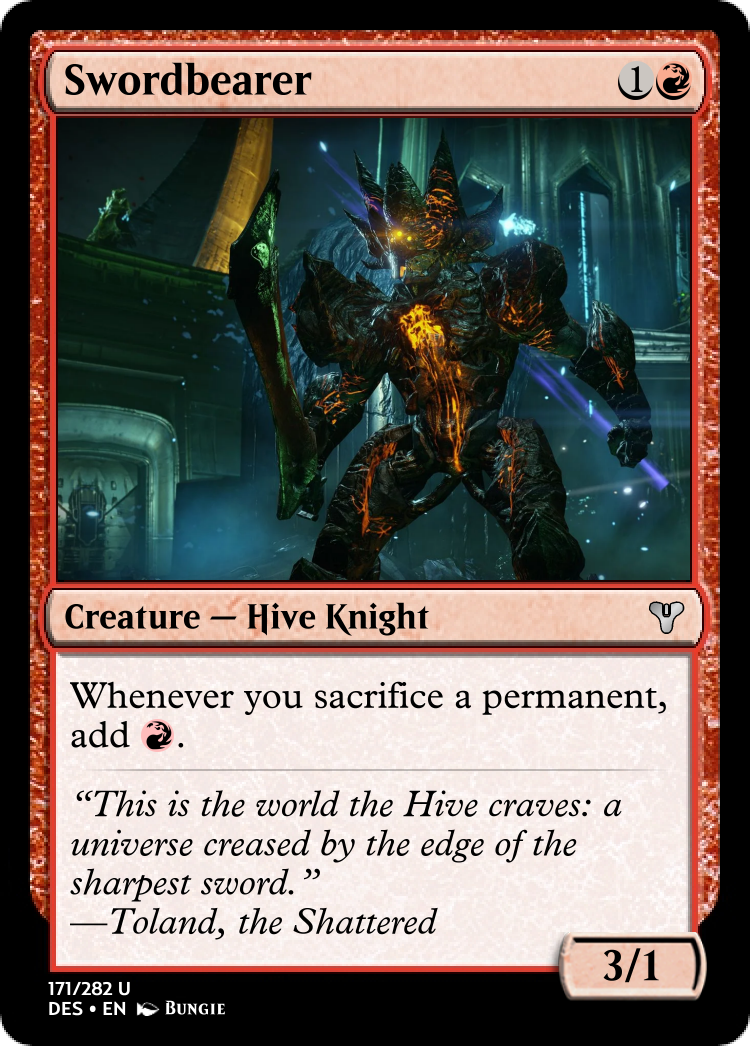 Swordbearer 1
Creature — Hive Knight
Whenever you sacrifice a permanent,
add .
“This is the world the Hive craves: a
universe creased by the edge of the
sharpest sword.”
—Toland, the Shattered
3/1
171/282 U
DES • EN Bungie